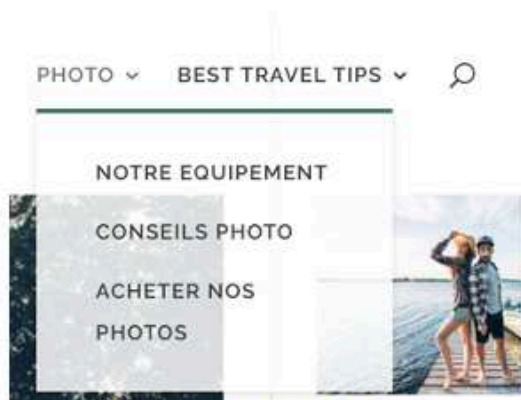 PHOTO BEST TRAVEL TIPS
NOTRE EQUIPEMENT
CONSEILS PHOTO
ACHETER NOS
PHOTOS